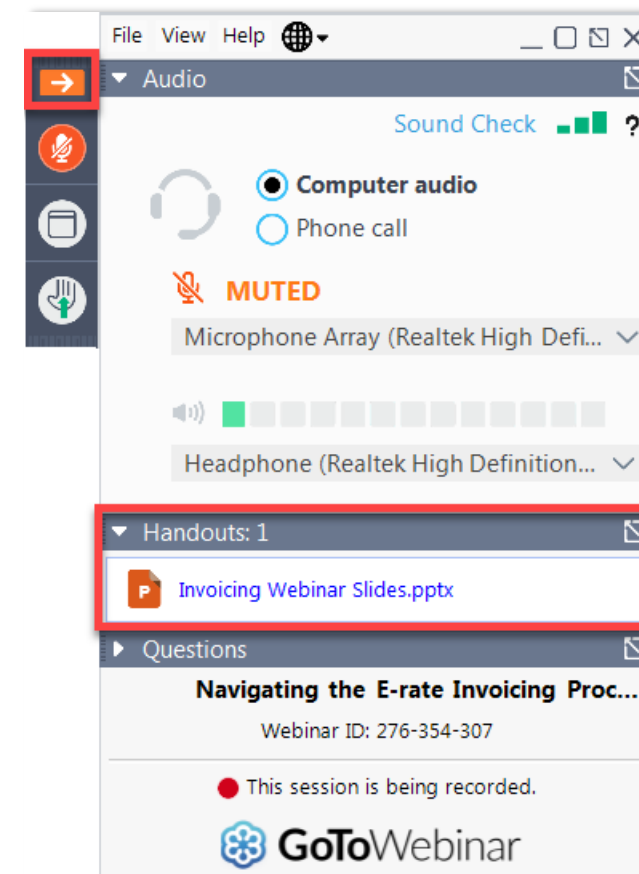 File View Help
Audio
Sound Check ?
Computer audio
Phone call
MUTED
Microphone Array (Realtek High Defi...
Headphone (Realtek High Definition...
Handouts: 1
P Invoicing Webinar Slides.pptx
Questions
Navigating the E-rate Invoicing Proc...
Webinar ID: 276-354-307
This session is being recorded.
GoToWebinar